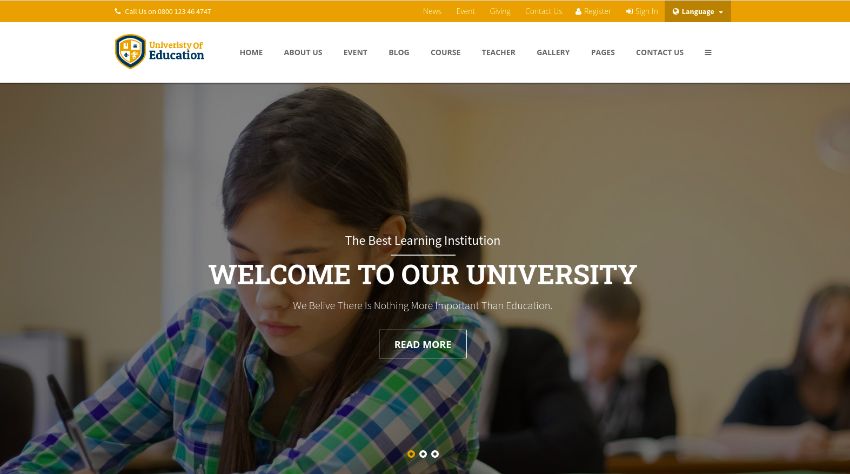 Call Us on 0800 123 46 4747
News Event Giving Contact Us Register Sign In Language
Univeristy Of
Education
HOME ABOUT US EVENT BLOG COURSE TEACHER GALLERY PAGES CONTACT US
The Best Learning Institution
WELCOME TO OUR UNIVERSITY
We Belive There Is Nothing More Important Than Education.
READ MORE